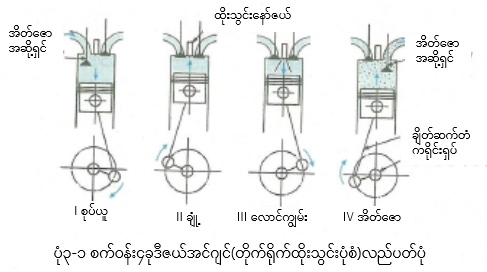 ထိုးသွင်းနော်ဇယ်
အိတ်ဇော
အဆို့ရှင်
အိတ်ဇော
အဆို့ရှင်
ချိတ်ဆက်တံ
ကရိုင်းရှပ်
I စုပ်ယူ
II ချုံ့
III လောင်ကျွမ်း
IV အိတ်ဇော
ပုံ၃-၁ စက်ဝန်း၄ခုဒီဇယ်အင်ဂျင်(တိုက်ရိုက်ထိုးသွင်းပုံစံ)လည်ပတ်ပုံ